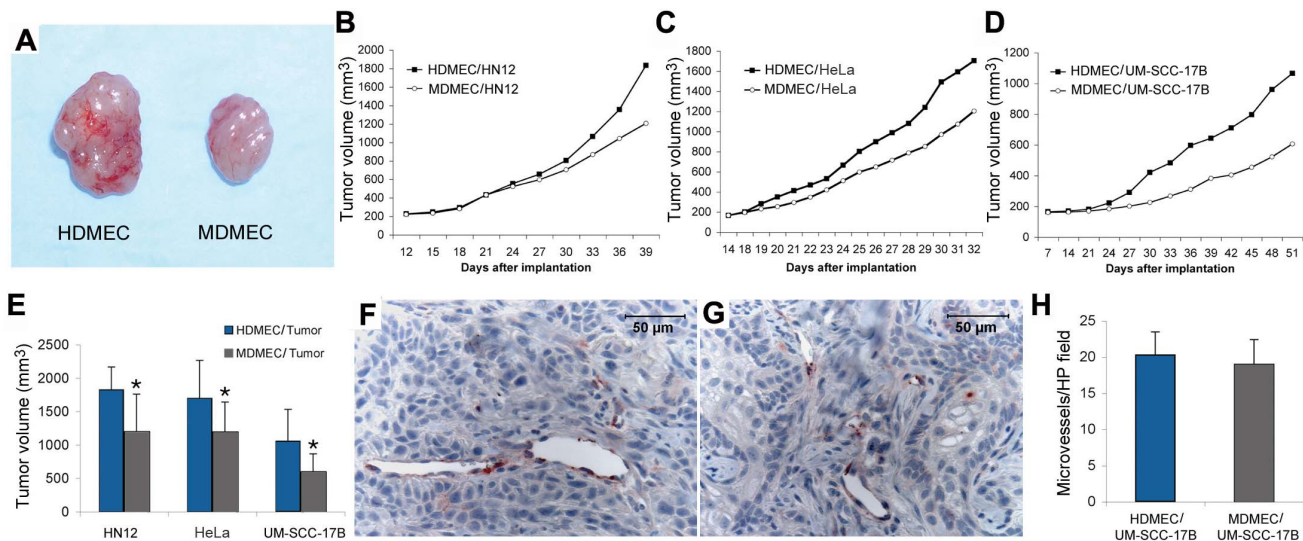 A
HDMEC
MDMEC
B
Tumor volume (mm3)
2000
1800
1600
1400
1200
1000
800
600
400
200
0
HDMEC/HN12
MDMEC/HN12
12 15 18 21 24 27 30 33 36 39
Days after implantation
C
Tumor volume (mm3)
1800
1600
1400
1200
1000
800
600
400
200
0
HDMEC/HeLa
MDMEC/HeLa
14 18 19 20 21 22 23 24 25 26 27 28 29 30 31 32
Days after implantation
D
Tumor volume (mm3)
1200
1000
800
600
400
200
0
HDMEC/UM-SCC-17B
MDMEC/UM-SCC-17B
7 14 21 24 27 30 33 36 39 42 45 48 51
Days after implantation
E
Tumor volume (mm3)
HDMEC/Tumor
MDMEC/Tumor
2500
2000
1500
1000
500
0
* * *
HN12 HeLa UM-SCC-17B
F
50 µm
G
50 µm
H
Microvessels/HP field
25
20
15
10
5
0
HDMEC/
UM-SCC-17B
MDMEC/
UM-SCC-17B